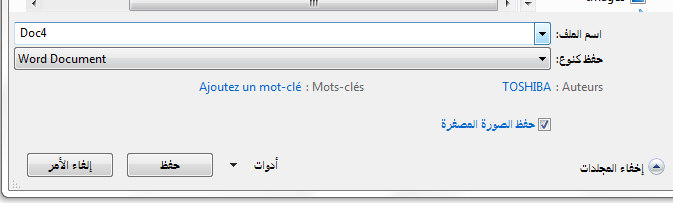 اسم الملف: Doc4
حفظ كنوع: Word Document
Auteurs : TOSHIBA Mots-clés : Ajoutez un mot-clé
حفظ الصورة المصغرة
إخفاء المجلدات أدوات حفظ إلغاء الأمر